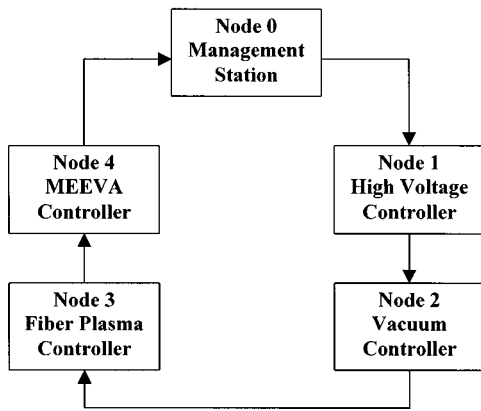 Node 0
Management
Station
Node 4
MEEVA
Controller
Node 1
High Voltage
Controller
Node 3
Fiber Plasma
Controller
Node 2
Vacuum
Controller